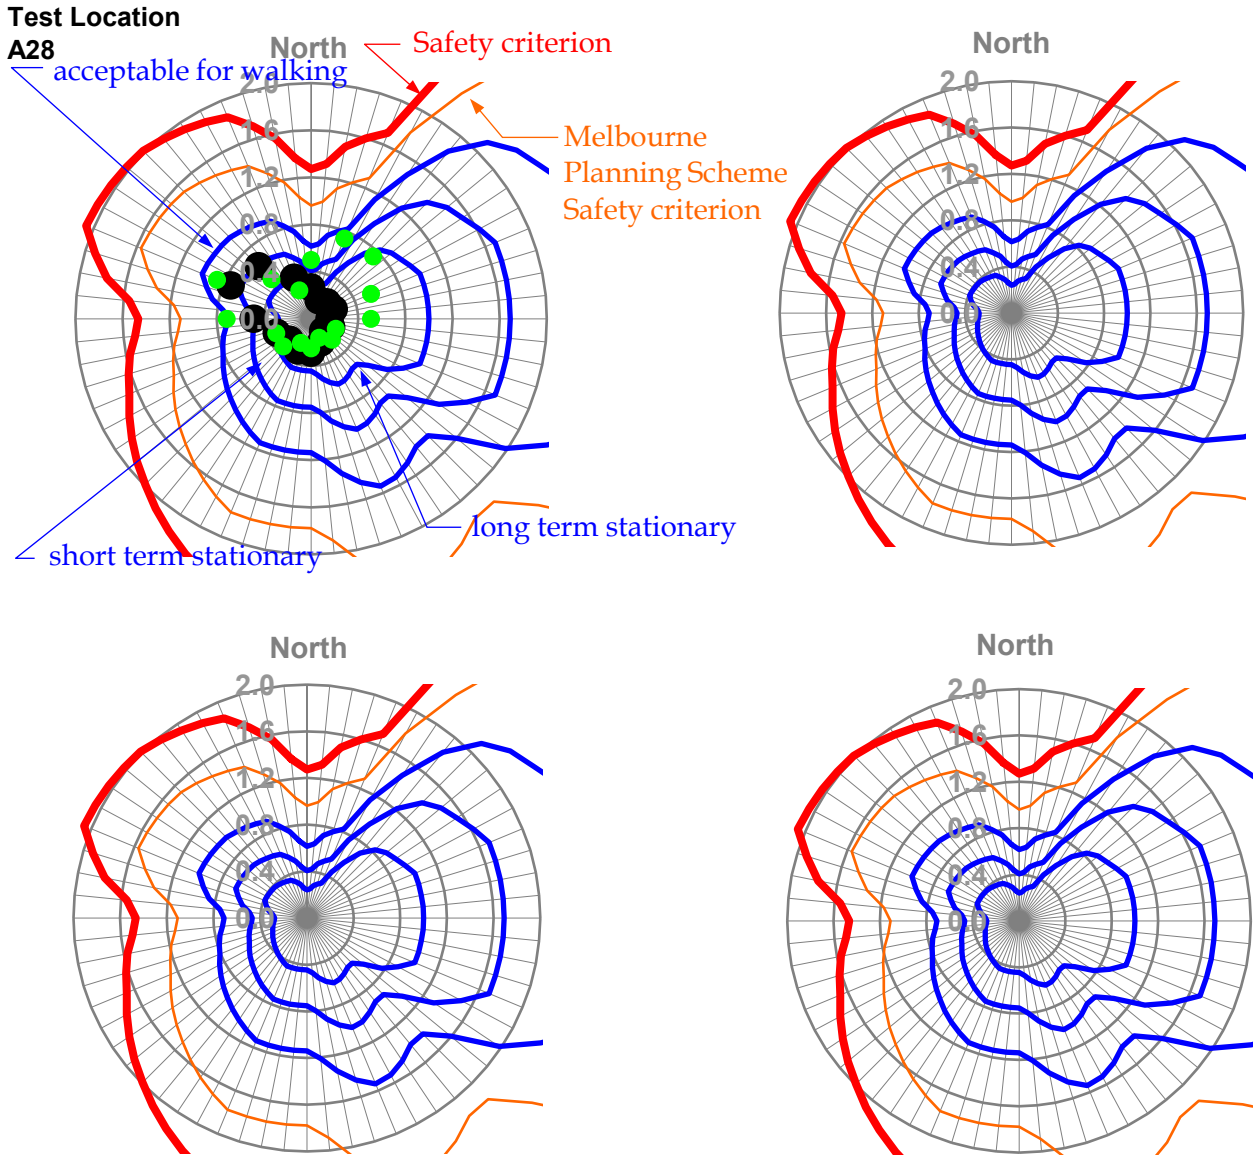 Test Location
A28
North
Safety criterion
acceptable for walking
2.0
1.6
1.2
0.8
0.4
0.0
Melbourne
Planning Scheme
Safety criterion
long term stationary
short term stationary
North
2.0
1.6
1.2
0.8
0.4
0.0
North
2.0
1.6
1.2
0.8
0.4
0.0
North
2.0
1.6
1.2
0.8
0.4
0.0